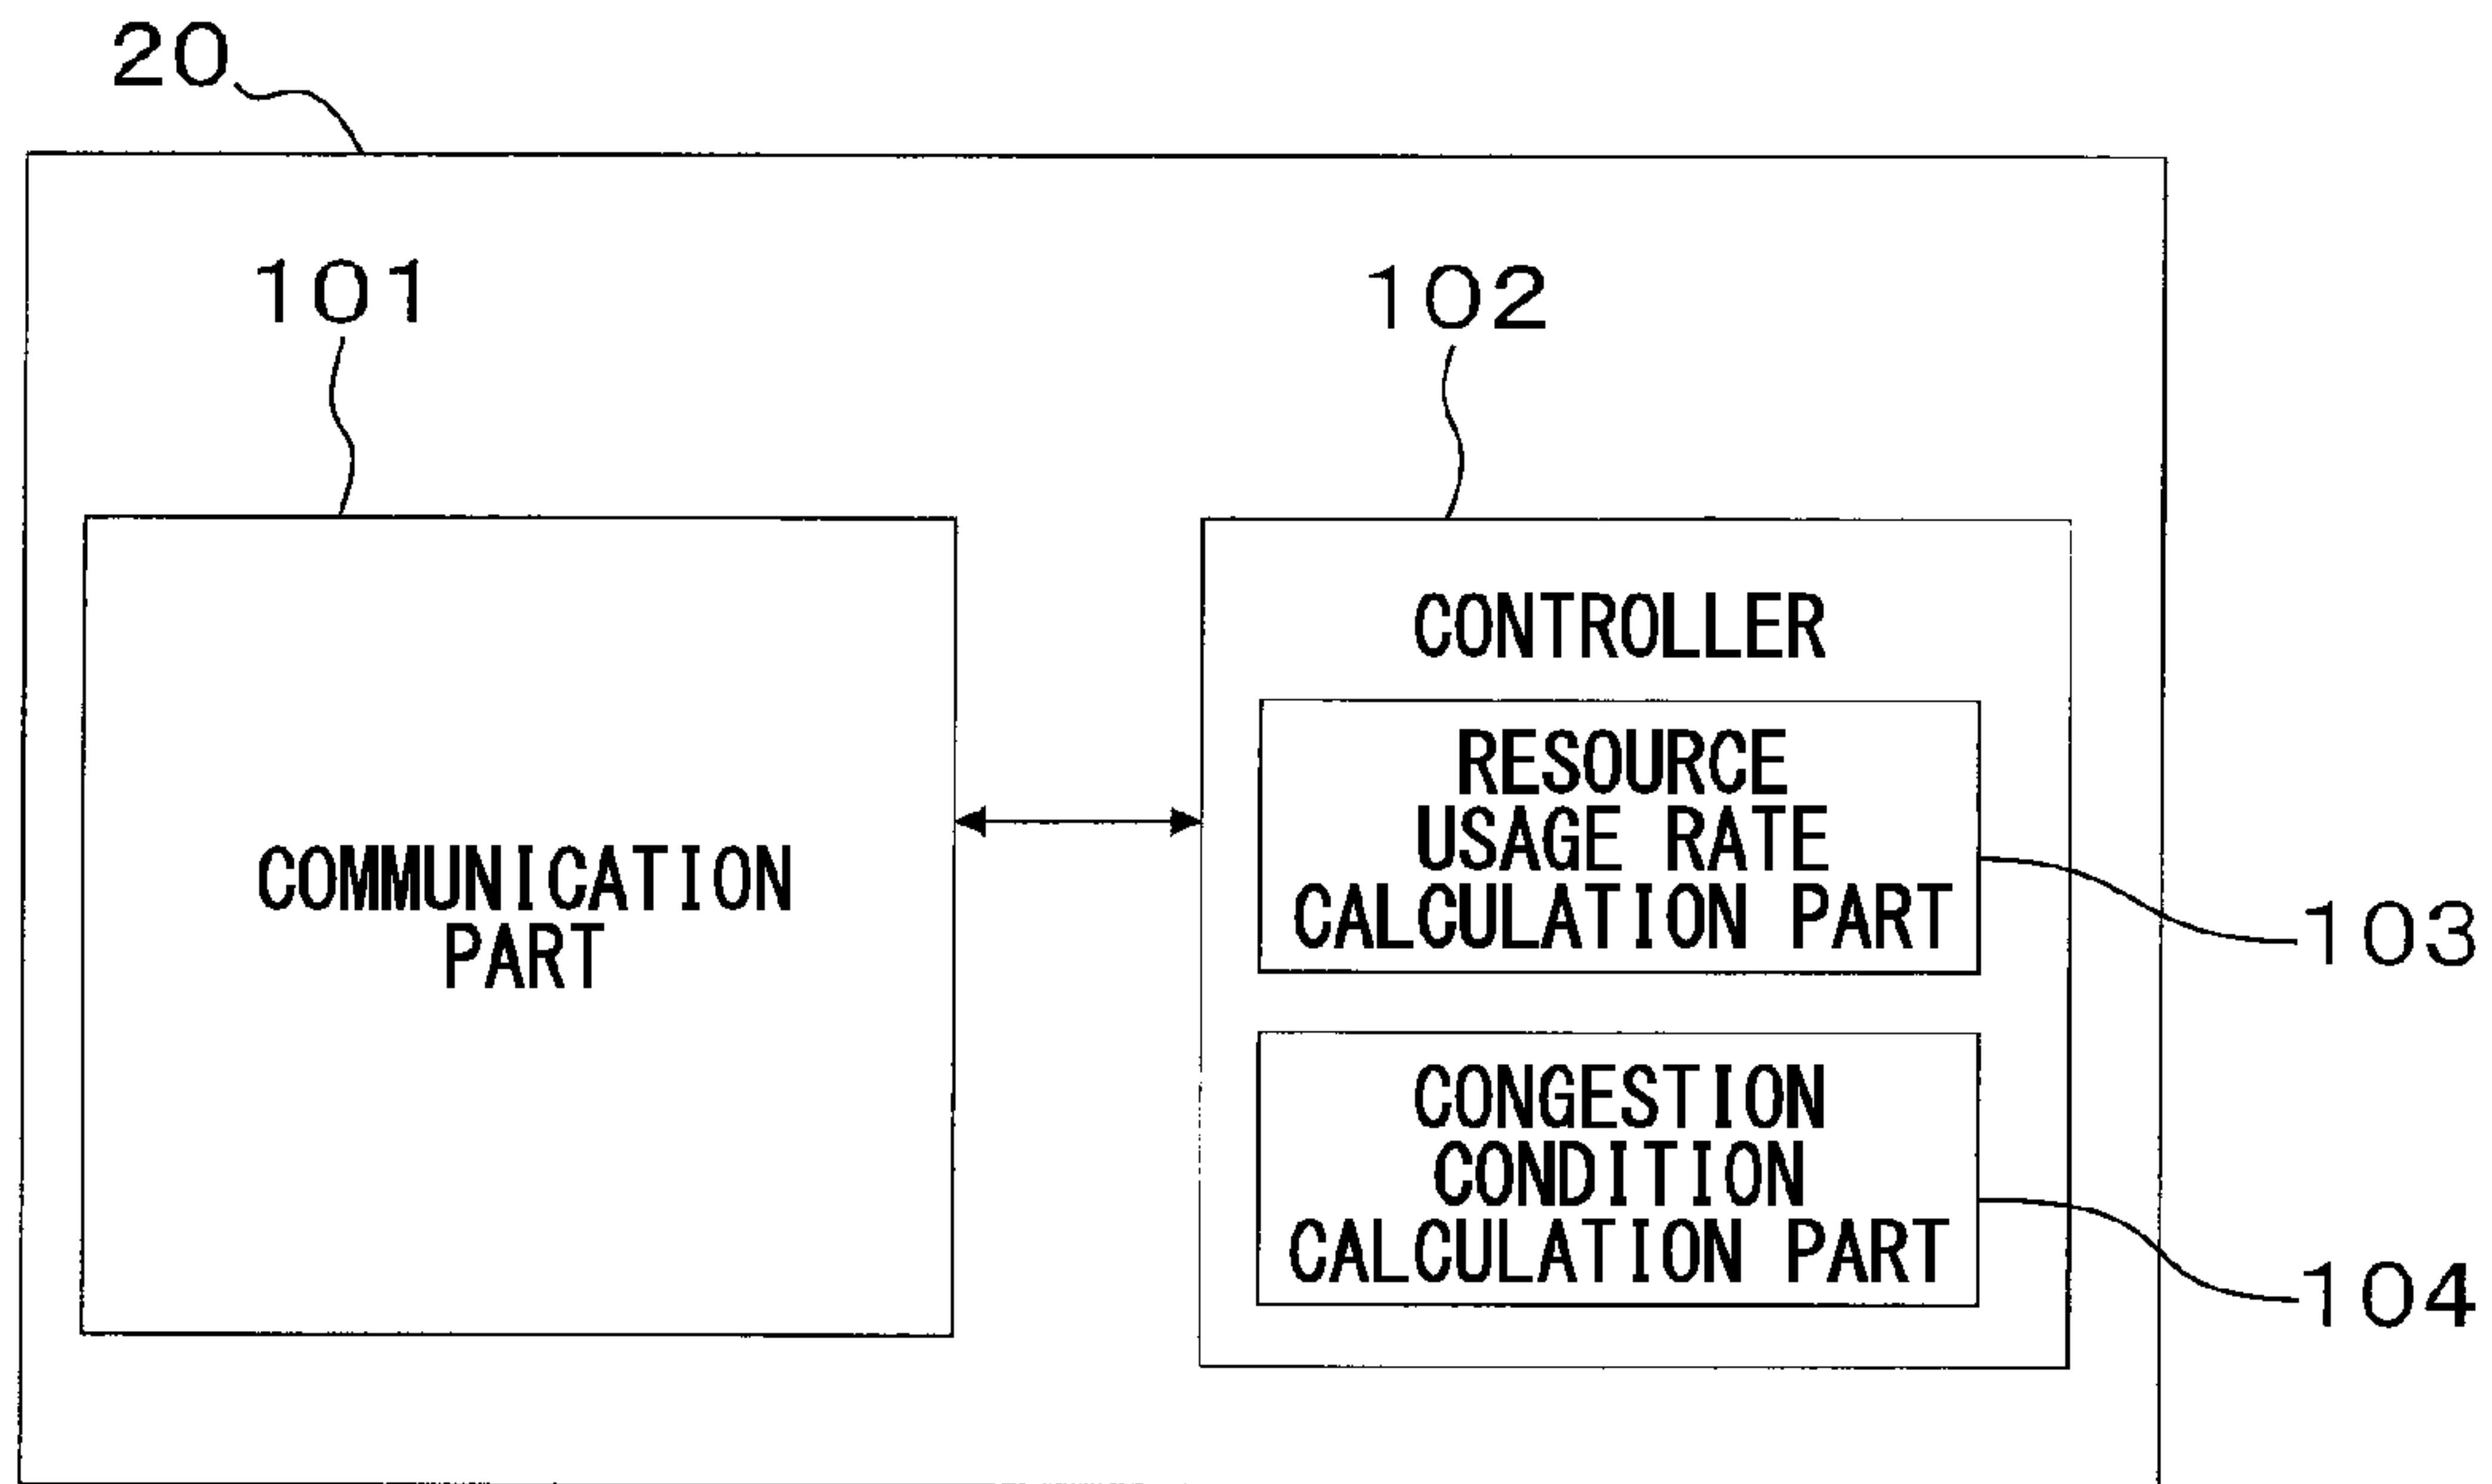 20
101
102
CONTROLLER
RESOURCE
USAGE RATE
CALCULATION PART
COMMUNICATION
PART
103
CONGESTION
CONDITION
CALCULATION PART
104